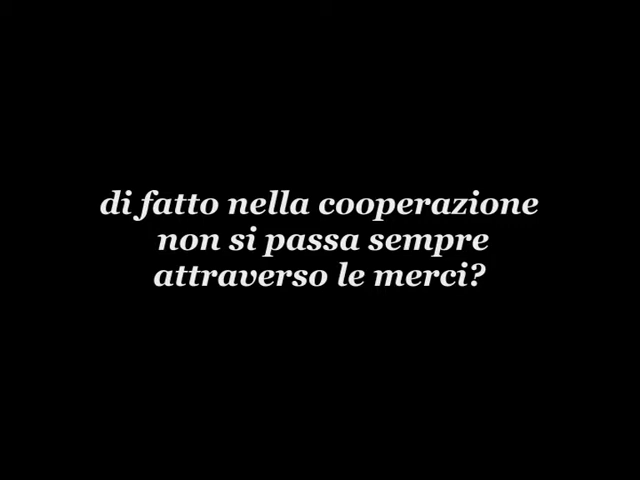 di fatto nella cooperazione
non si passa sempre
attraverso le merci?